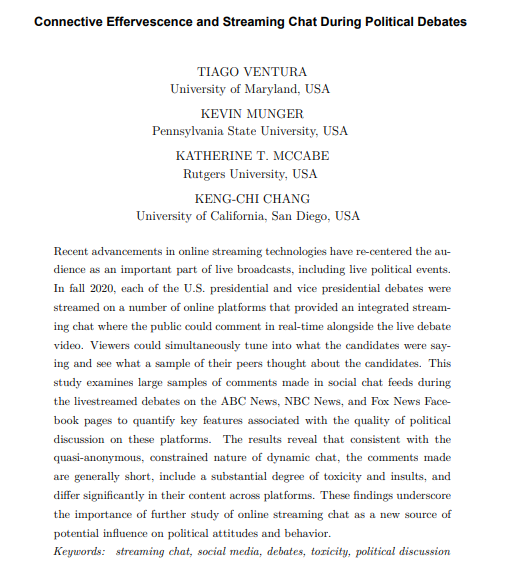 Connective Effervescence and Streaming Chat During Political Debates
TIAGO VENTURA
University of Maryland, USA
KEVIN MUNGER
Pennsylvania State University, USA
KATHERINE T. MCCABE
Rutgers University, USA
KENG-CHI CHANG
University of California, San Diego, USA
Recent advancements in online streaming technologies have re-centered the au-
dience as an important part of live broadcasts, including live political events.
In fall 2020, each of the U.S. presidential and vice presidential debates were
streamed on a number of online platforms that provided an integrated stream-
ing chat where the public could comment in real-time alongside the live debate
video. Viewers could simultaneously tune into what the candidates were say-
ing and see what a sample of their peers thought about the candidates. This
study examines large samples of comments made in social chat feeds during
the livestreamed debates on the ABC News, NBC News, and Fox News Face-
book pages to quantify key features associated with the quality of political
discussion on these platforms. The results reveal that consistent with the
quasi-anonymous, constrained nature of dynamic chat, the comments made
are generally short, include a substantial degree of toxicity and insults, and
differ significantly in their content across platforms. These findings underscore
the importance of further study of online streaming chat as a new source of
potential influence on political attitudes and behavior.
Keywords: streaming chat, social media, debates, toxicity, political discussion